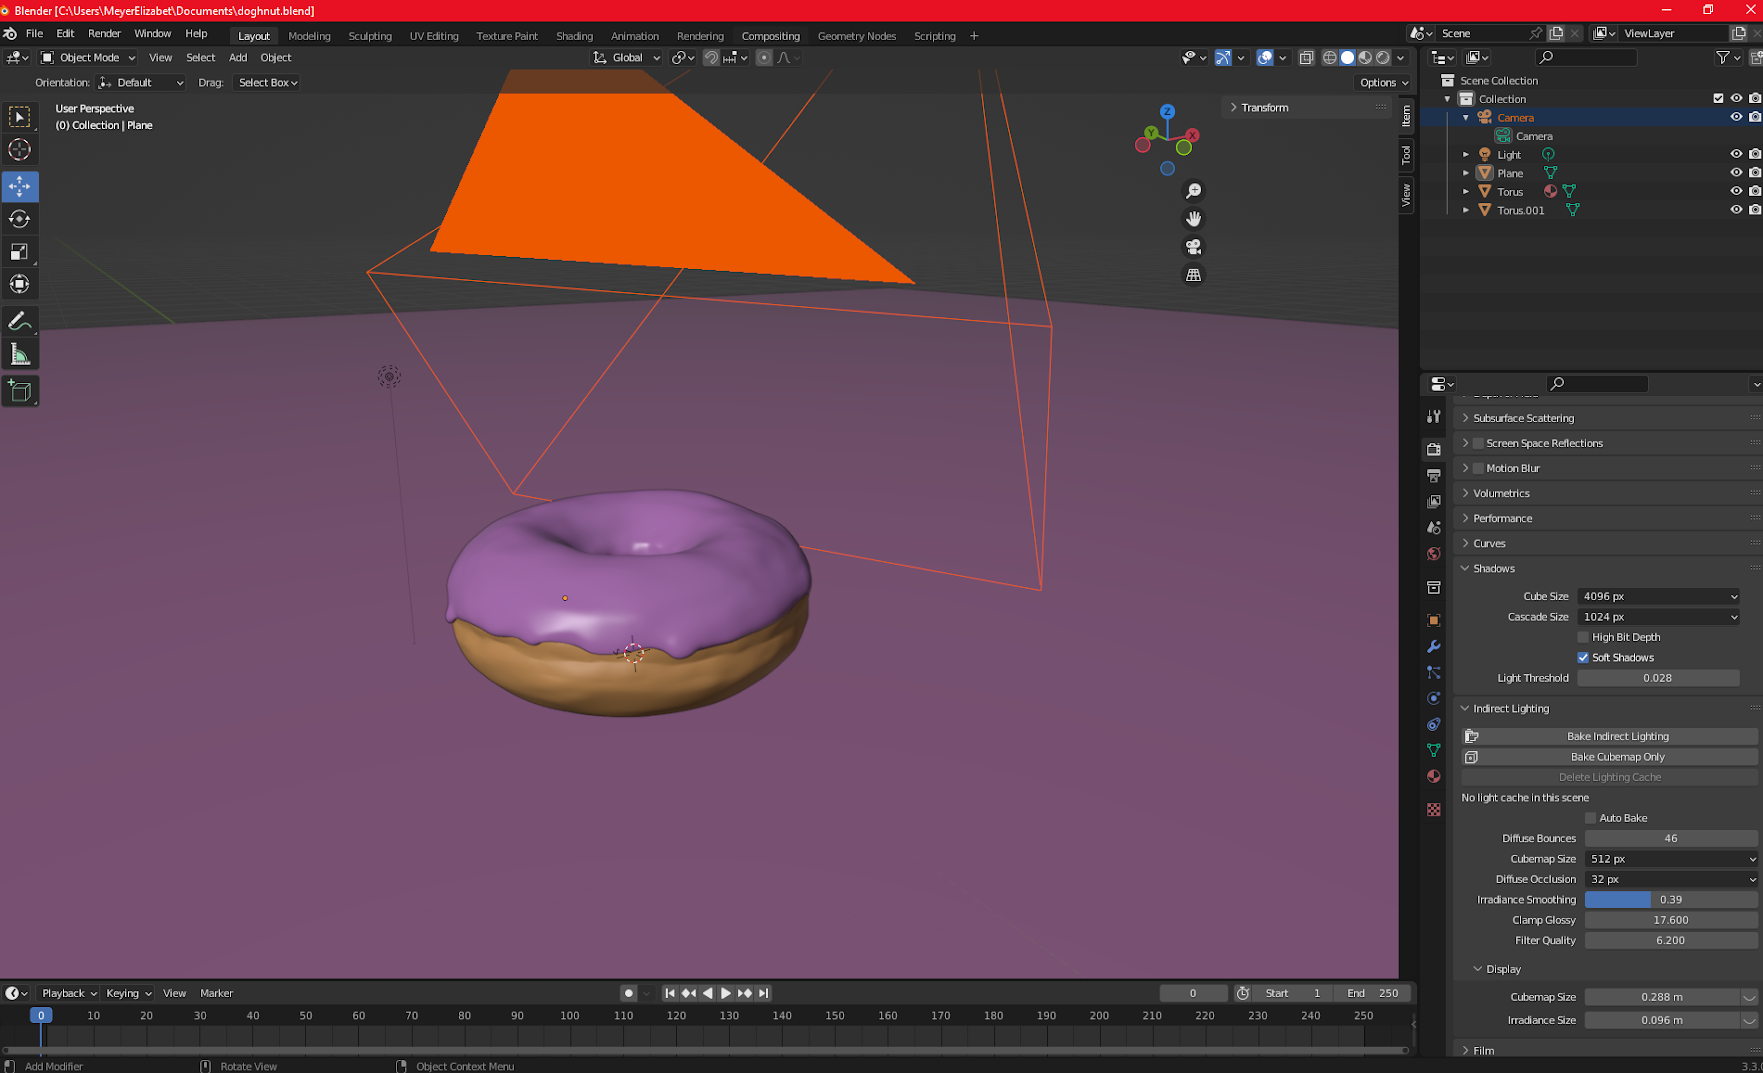 Blender [C:\Users\MeyerElizabet\Documents\doghnut.blend]
File Edit Render Window Help Layout Modeling Sculpting UV Editing Texture Paint Shading Animation Rendering Compositing Geometry Nodes Scripting + Scene ViewLayer
Object Mode View Select Add Object Global
Orientation: Default Drag: Select Box Options
User Perspective
(0) Collection | Plane
Transform
Item
Tool
View
Z
Y
X
Scene Collection
Collection
Camera
Camera
Light
Plane
Torus
Torus.001
Subsurface Scattering
Screen Space Reflections
Motion Blur
Volumetrics
Performance
Curves
Shadows
Cube Size 4096 px
Cascade Size 1024 px
High Bit Depth
Soft Shadows
Light Threshold 0.028
Indirect Lighting
Bake Indirect Lighting
Bake Cubemap Only
Delete Lighting Cache
No light cache in this scene
Auto Bake
Diffuse Bounces 46
Cubemap Size 512 px
Diffuse Occlusion 32 px
Irradiance Smoothing 0.39
Clamp Glossy 17.600
Filter Quality 6.200
Display
Cubemap Size 0.288 m
Irradiance Size 0.096 m
Film
Playback Keying View Marker 0 Start 1 End 250
0 10 20 30 40 50 60 70 80 90 100 110 120 130 140 150 160 170 180 190 200 210 220 230 240 250
Add Modifier Rotate View Object Context Menu